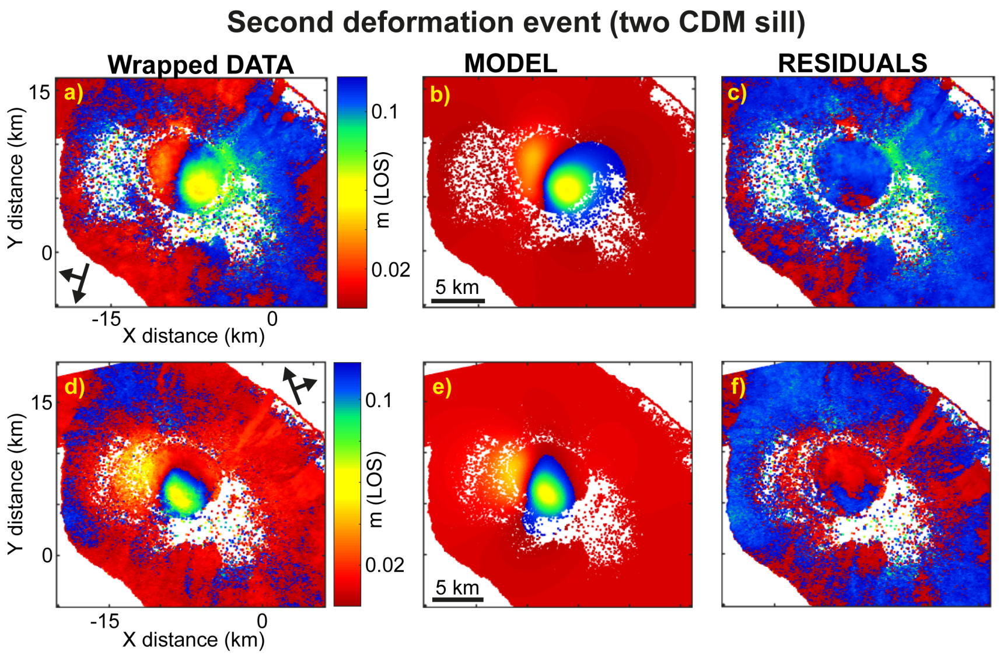 Second deformation event (two CDM sill)
Wrapped DATA
MODEL
RESIDUALS
a)
b)
c)
15
0
Y distance (km)
0.1
0.02
m (LOS)
5 km
-15
0
X distance (km)
d)
e)
f)
15
0
Y distance (km)
0.1
0.02
m (LOS)
5 km
-15
0
X distance (km)